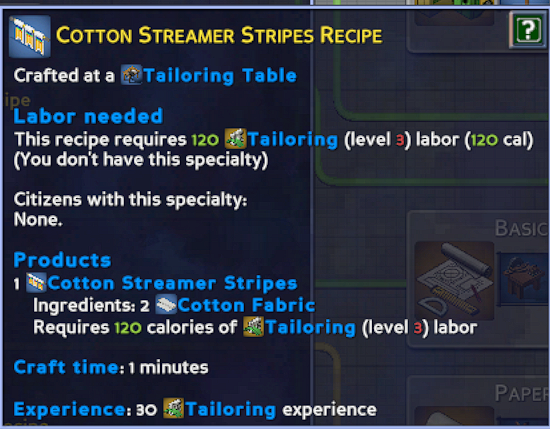 COTTON STREAMER STRIPES RECIPE
?
Crafted at a Tailoring Table
ipe
Labor needed
This recipe requires 120 Tailoring (level 3) labor (120 cal)
(You don't have this specialty)
Citizens with this specialty:
None.
BASIC
Products
1 Cotton Streamer Stripes
Ingredients: 2 Cotton Fabric
Requires 120 calories of Tailoring (level 3) labor
Craft time: 1 minutes
PAPER
Experience: 30 Tailoring experience